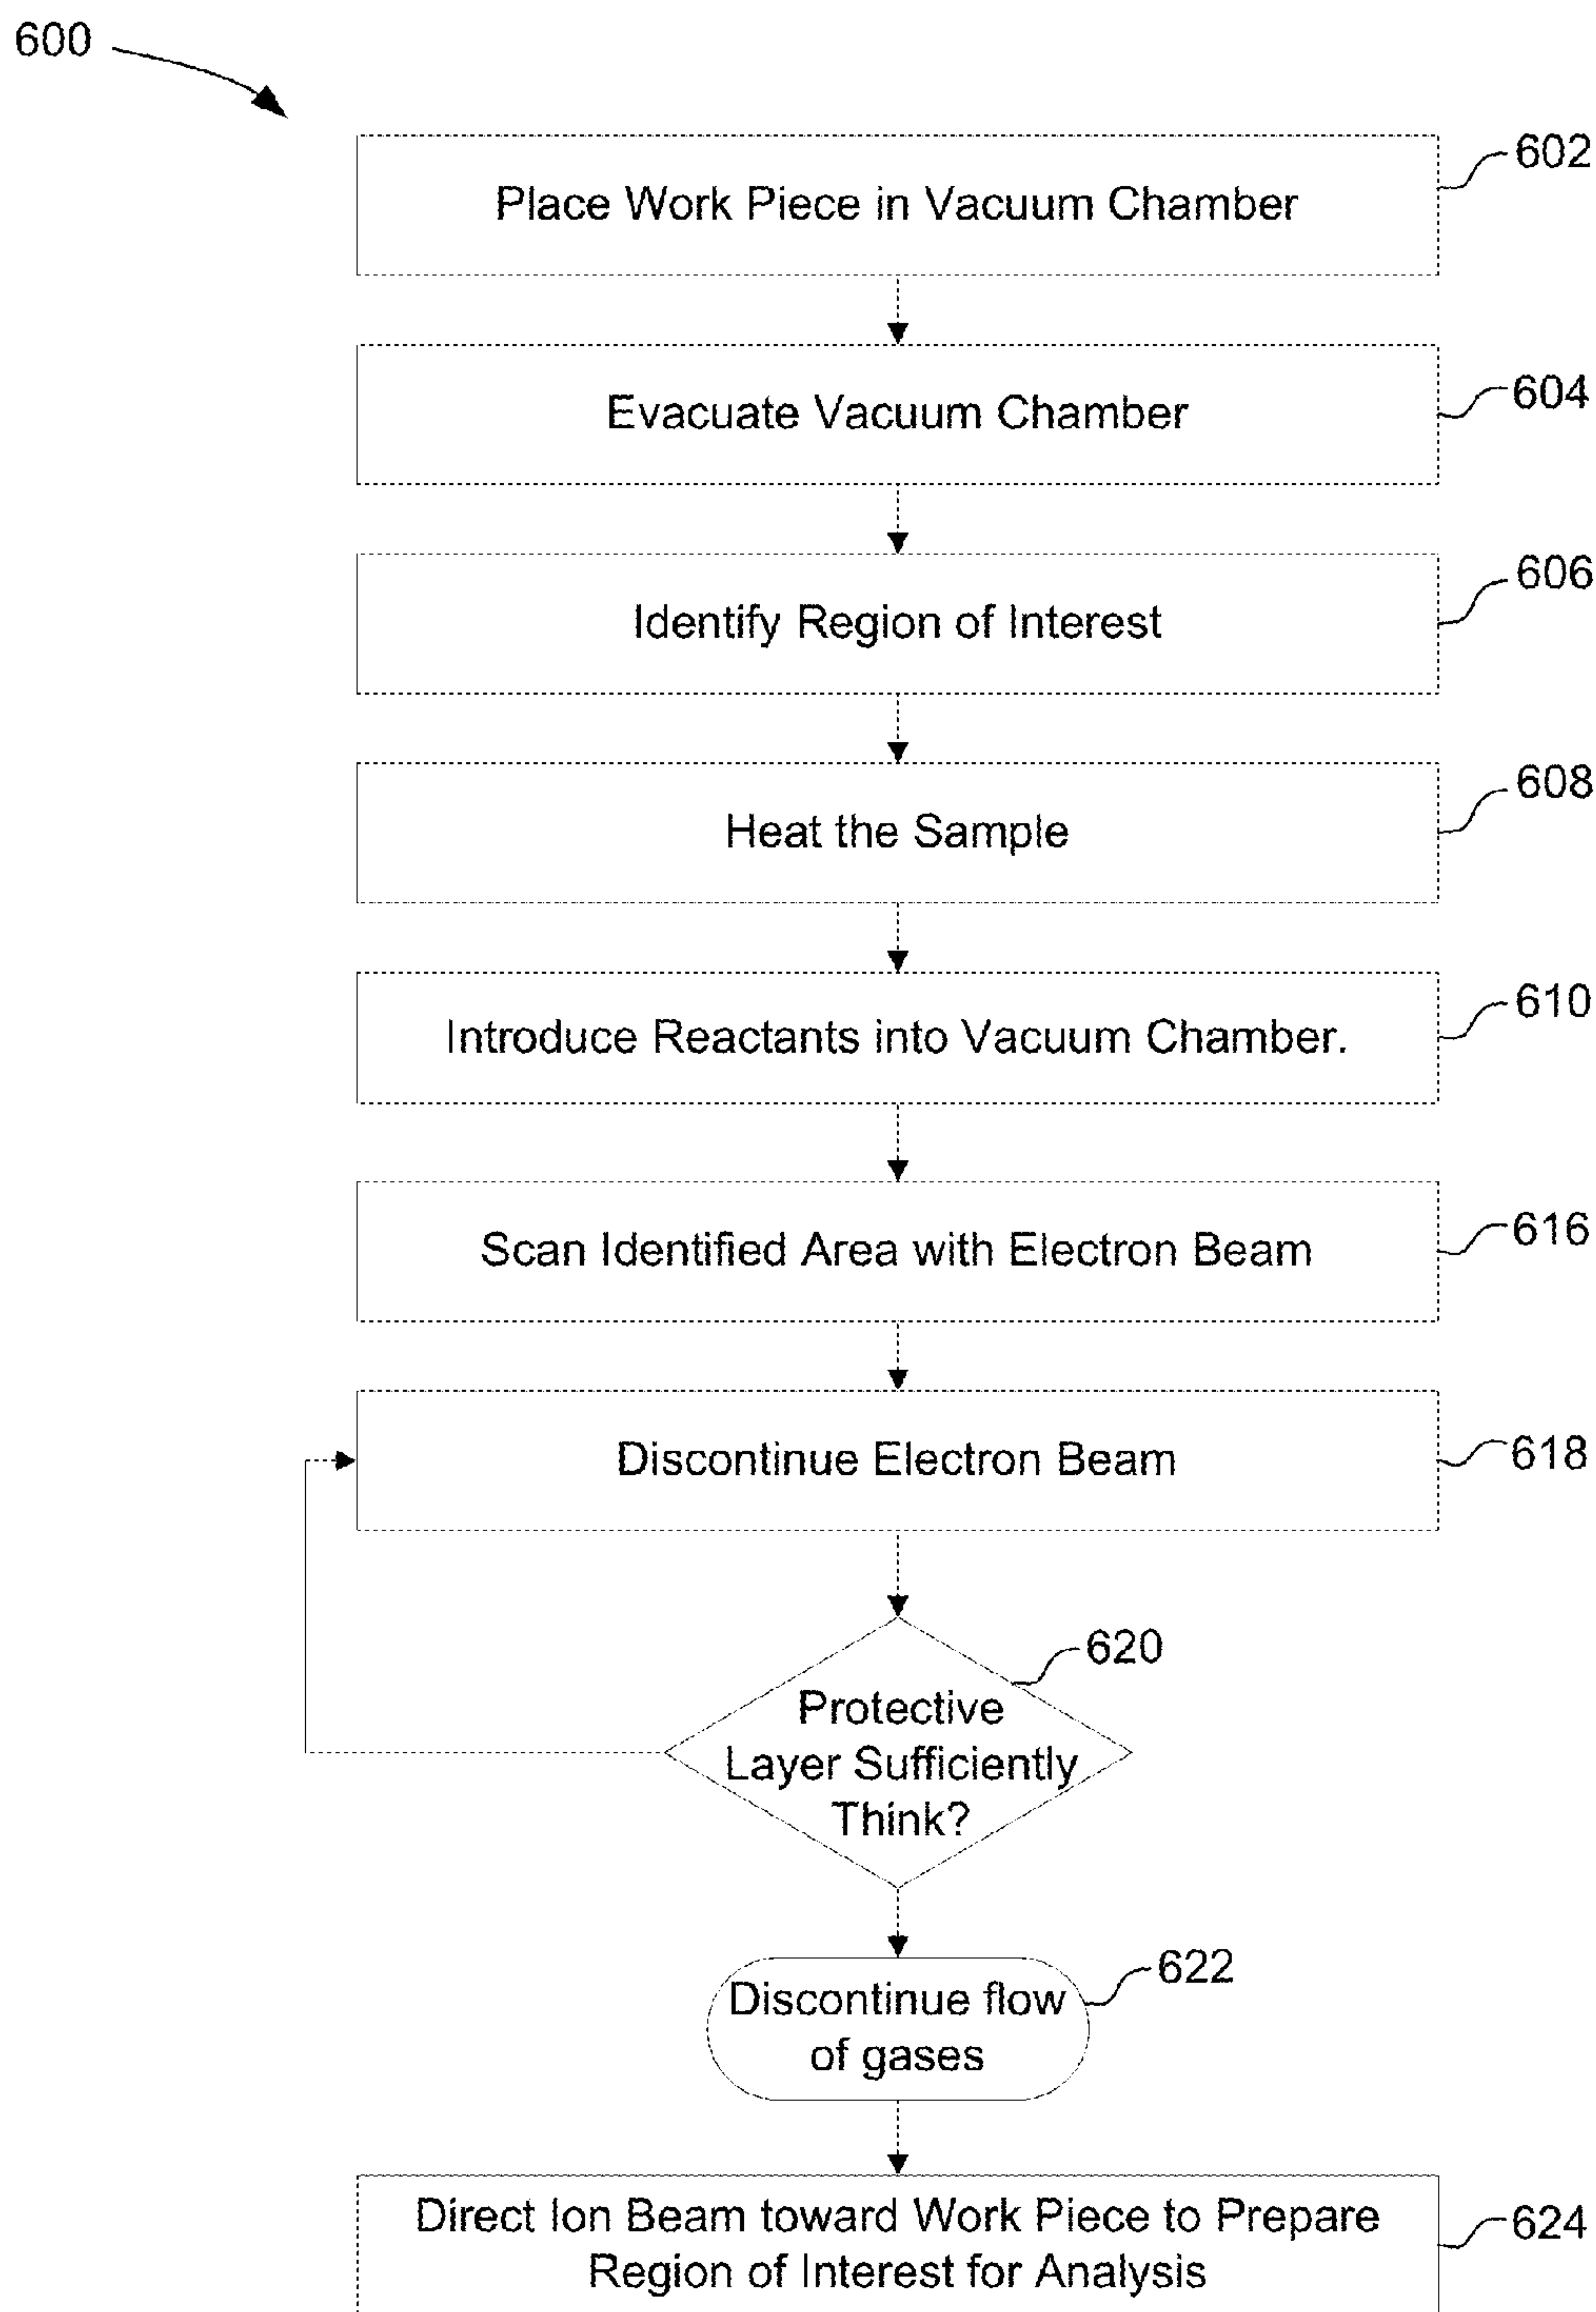 600
Place Work Piece in Vacuum Chamber
602
Evacuate Vacuum Chamber
604
Identify Region of Interest
606
Heat the Sample
608
Introduce Reactants into Vacuum Chamber.
610
Scan Identified Area with Electron Beam
616
Discontinue Electron Beam
618
620
Protective
Layer Sufficiently
Think?
622
Discontinue flow
of gases
Direct Ion Beam toward Work Piece to Prepare
Region of Interest for Analysis
624